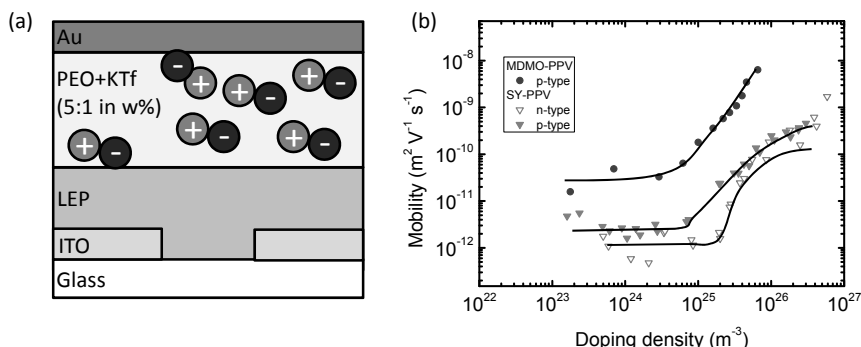 (a)
Au
PEO+KTf
(5:1 in w%)
+ - + - + - + - + - + - + -
LEP
ITO
Glass
(b)
Mobility (m² V⁻¹ s⁻¹)
10⁻⁸
10⁻⁹
10⁻¹⁰
10⁻¹¹
10⁻¹²
MDMO-PPV
p-type
SY-PPV
n-type
p-type
10²² 10²³ 10²⁴ 10²⁵ 10²⁶ 10²⁷
Doping density (m⁻³)